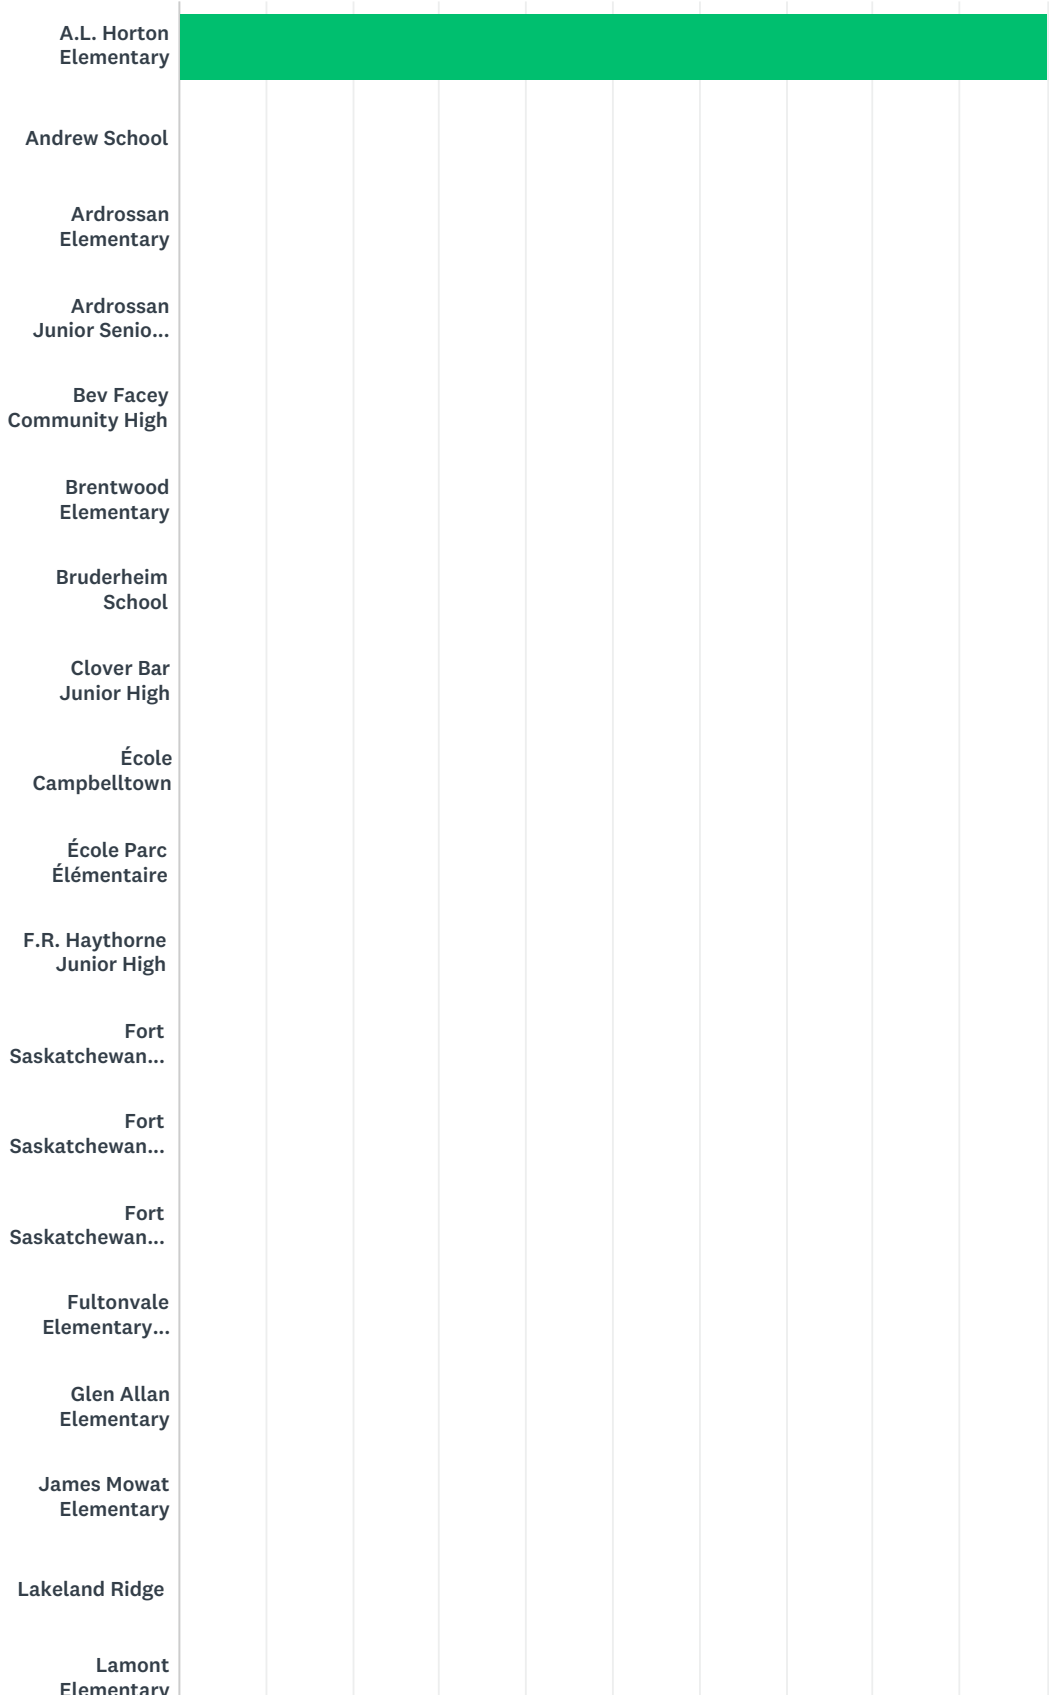 A.L. Horton
Elementary
Andrew School
Ardrossan
Elementary
Ardrossan
Junior Senio...
Bev Facey
Community High
Brentwood
Elementary
Bruderheim
School
Clover Bar
Junior High
École
Campbelltown
École Parc
Élémentaire
F.R. Haythorne
Junior High
Fort
Saskatchewan...
Fort
Saskatchewan...
Fort
Saskatchewan...
Fultonvale
Elementary...
Glen Allan
Elementary
James Mowat
Elementary
Lakeland Ridge
Lamont
Elementary